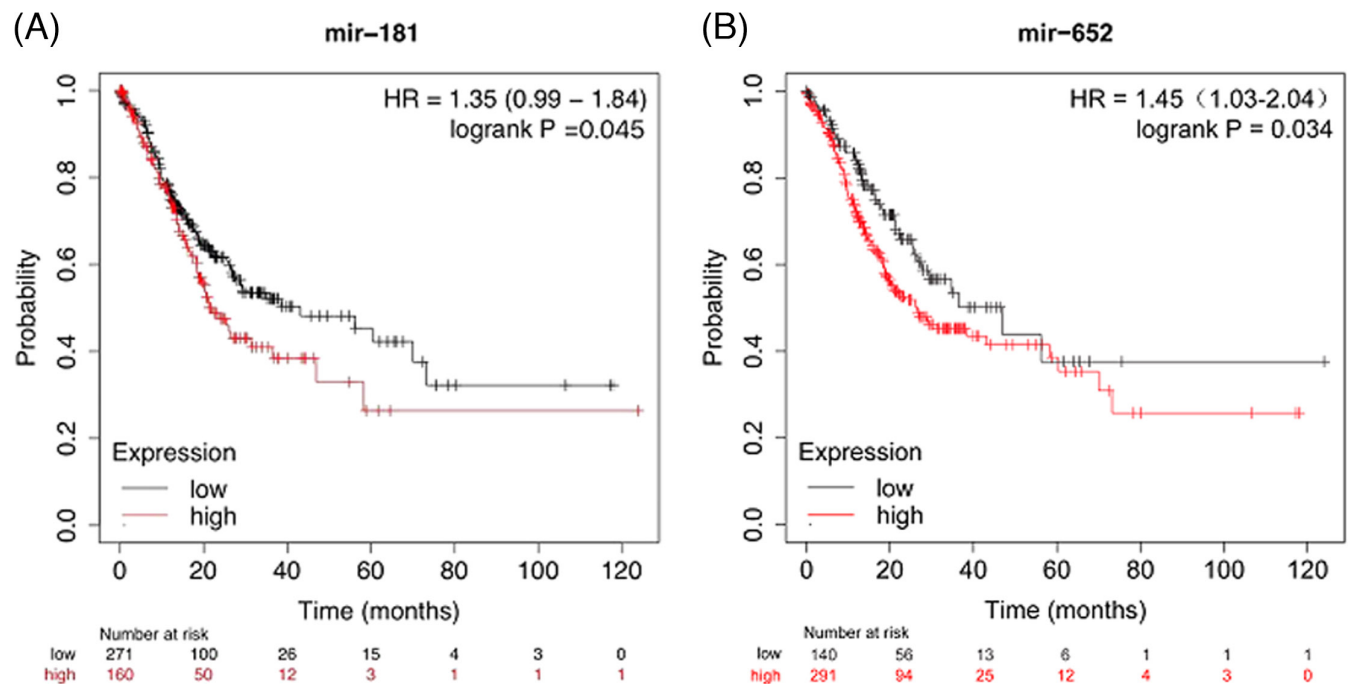 (A)
mir−181
HR = 1.35 (0.99 − 1.84)
logrank P =0.045
Probability
1.0
0.8
0.6
0.4
0.2
0.0
Expression
low
high
0 20 40 60 80 100 120
Time (months)
Number at risk
low 271 100 26 15 4 3 0
high 160 50 12 3 1 1 1
(B)
mir−652
HR = 1.45（1.03-2.04）
logrank P = 0.034
Probability
1.0
0.8
0.6
0.4
0.2
0.0
Expression
low
high
0 20 40 60 80 100 120
Time (months)
Number at risk
low 140 56 13 6 1 1 1
high 291 94 25 12 4 3 0